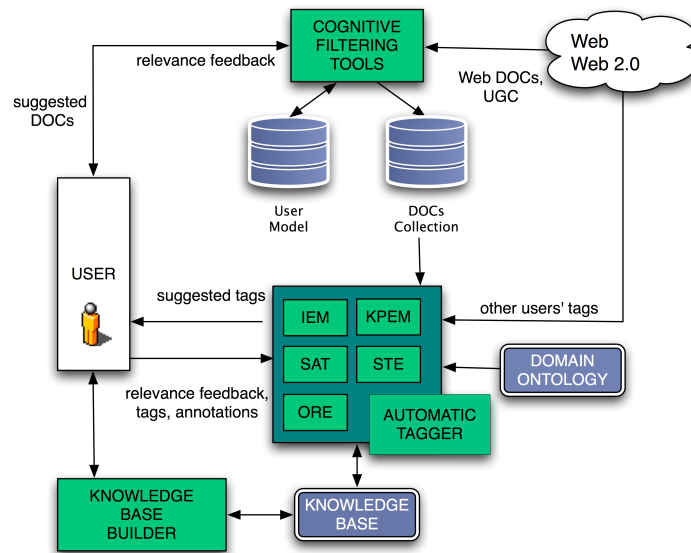 COGNITIVE
FILTERING
TOOLS
Web
Web 2.0
relevance feedback
Web DOCs,
UGC
suggested
DOCs
User
Model
DOCs
Collection
USER
suggested tags
other users' tags
IEM
KPEM
SAT
STE
ORE
DOMAIN
ONTOLOGY
relevance feedback,
tags, annotations
AUTOMATIC
TAGGER
KNOWLEDGE
BASE
BUILDER
KNOWLEDGE
BASE